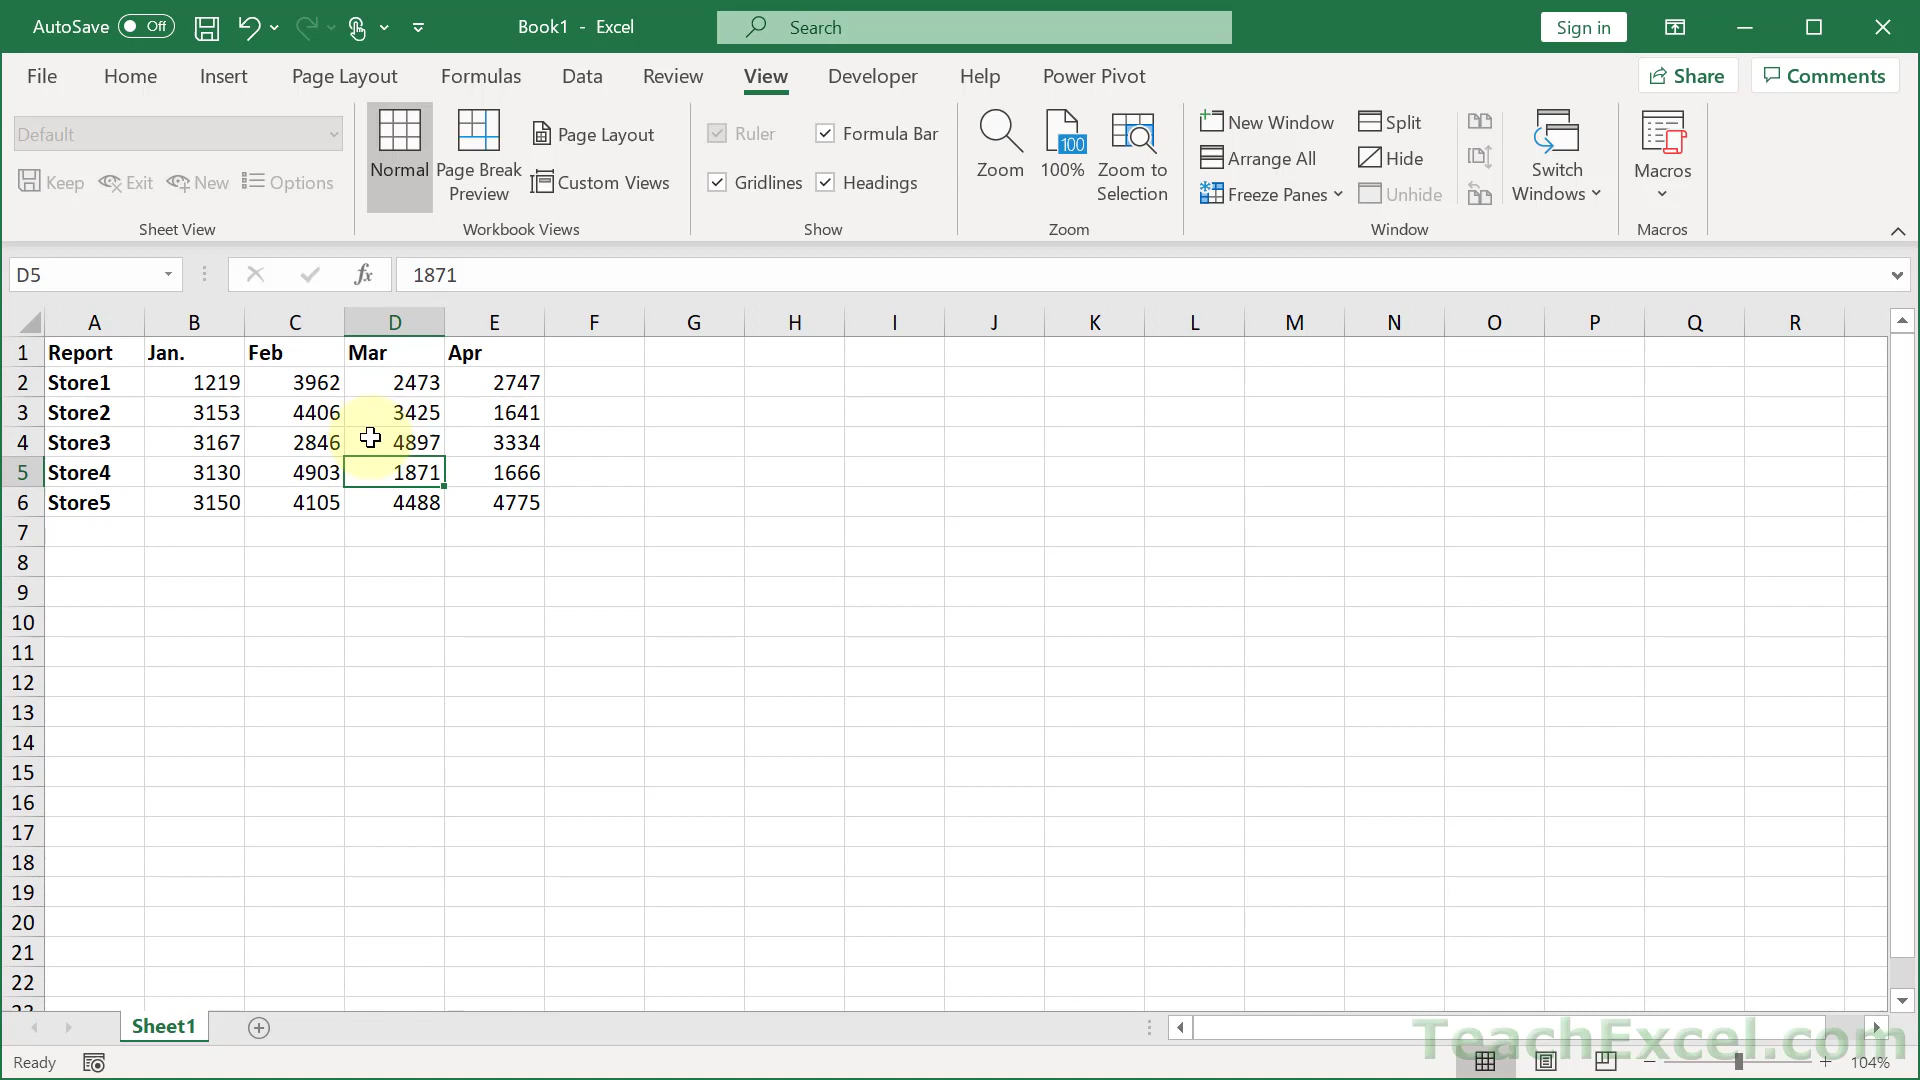 AutoSave Off Book1 - Excel Search Sign in
File Home Insert Page Layout Formulas Data Review View Developer Help Power Pivot Share Comments
Default
Keep Exit New Options
Sheet View
Normal
Page Break Preview
Page Layout
Custom Views
Workbook Views
Ruler Formula Bar
Gridlines Headings
Show
Zoom
100
100%
Zoom to Selection
Zoom
New Window
Arrange All
Freeze Panes
Split
Hide
Unhide
Switch Windows
Window
Macros
Macros
D5 fx 1871
A B C D E F G H I J K L M N O P Q R
1 Report Jan. Feb Mar Apr
2 Store1 1219 3962 2473 2747
3 Store2 3153 4406 3425 1641
4 Store3 3167 2846 4897 3334
5 Store4 3130 4903 1871 1666
6 Store5 3150 4105 4488 4775
7
8
9
10
11
12
13
14
15
16
17
18
19
20
21
22
23
Sheet1
TeachExcel.com
Ready 104%